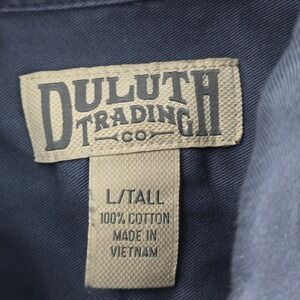 DULUTH
TRADING
CO
L/TALL
100% COTTON
MADE IN
VIETNAM